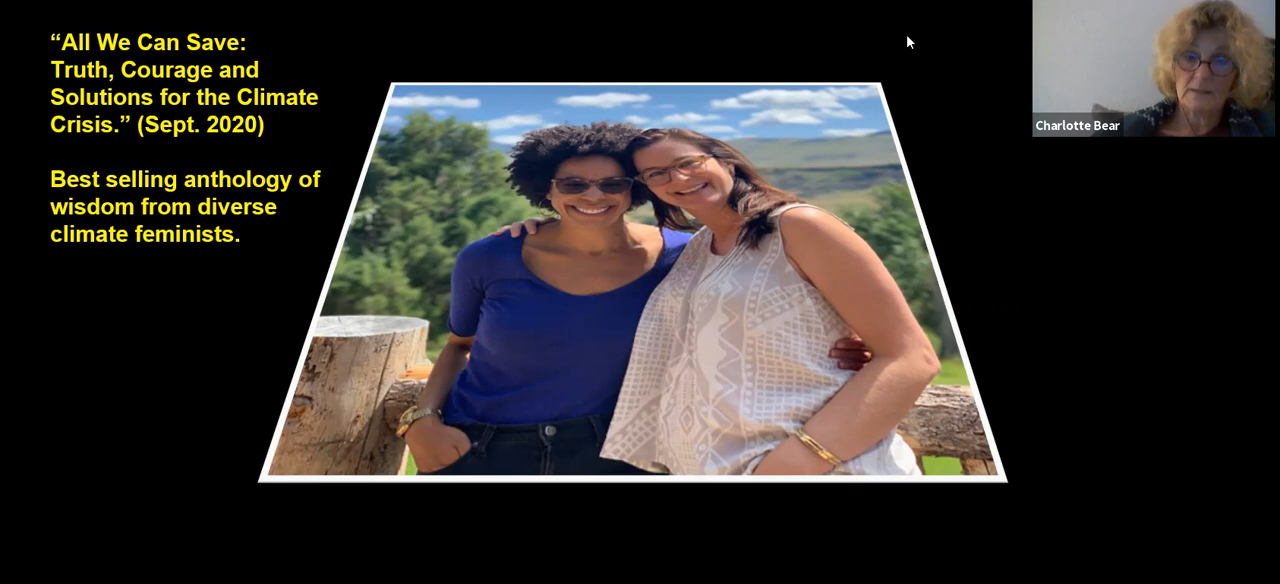 “All We Can Save:
Truth, Courage and
Solutions for the Climate
Crisis.” (Sept. 2020)
Best selling anthology of
wisdom from diverse
climate feminists.
Charlotte Bear